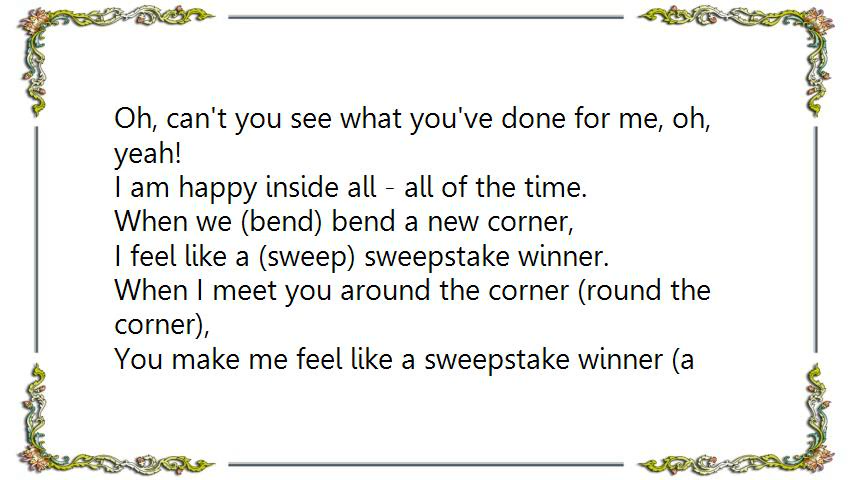 Oh, can't you see what you've done for me, oh,
yeah!
I am happy inside all - all of the time.
When we (bend) bend a new corner,
I feel like a (sweep) sweepstake winner.
When I meet you around the corner (round the
corner),
You make me feel like a sweepstake winner (a